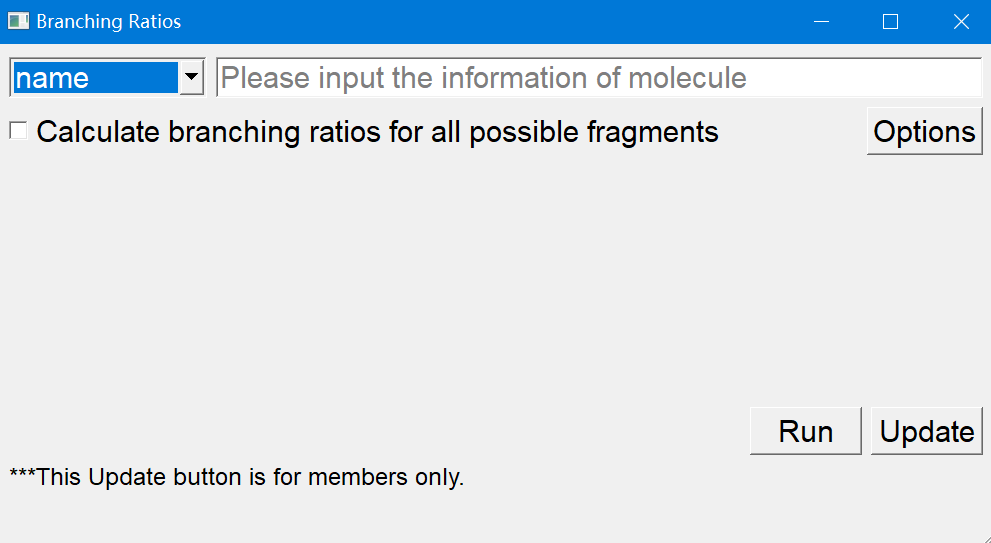 Branching Ratios
name Please input the information of molecule
Calculate branching ratios for all possible fragments Options
Run Update
***This Update button is for members only.